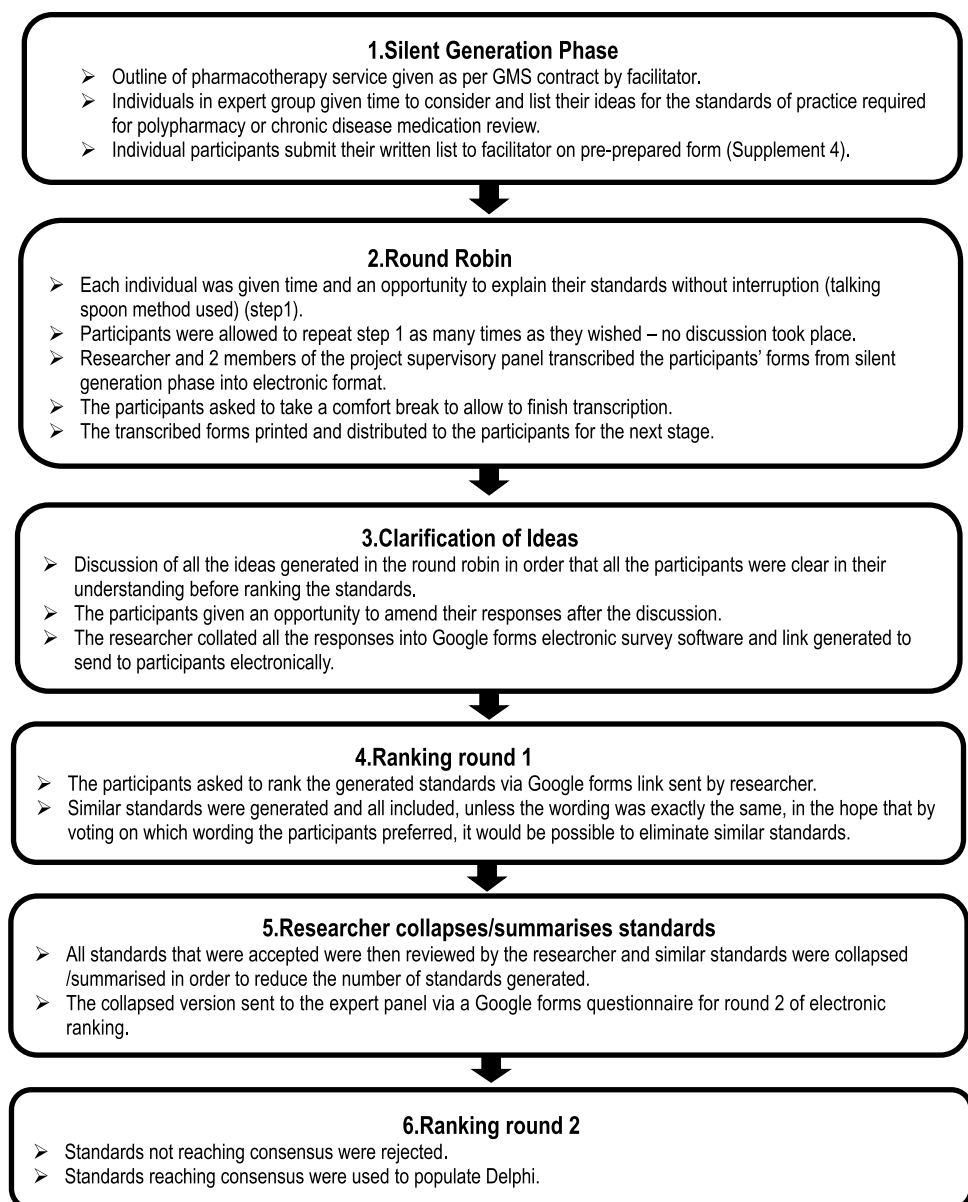 1.Silent Generation Phase
➢ Outline of pharmacotherapy service given as per GMS contract by facilitator.
➢ Individuals in expert group given time to consider and list their ideas for the standards of practice required
for polypharmacy or chronic disease medication review.
➢ Individual participants submit their written list to facilitator on pre-prepared form (Supplement 4).
2.Round Robin
➢ Each individual was given time and an opportunity to explain their standards without interruption (talking
spoon method used) (step1).
➢ Participants were allowed to repeat step 1 as many times as they wished – no discussion took place.
➢ Researcher and 2 members of the project supervisory panel transcribed the participants’ forms from silent
generation phase into electronic format.
➢ The participants asked to take a comfort break to allow to finish transcription.
➢ The transcribed forms printed and distributed to the participants for the next stage.
3.Clarification of Ideas
➢ Discussion of all the ideas generated in the round robin in order that all the participants were clear in their
understanding before ranking the standards.
➢ The participants given an opportunity to amend their responses after the discussion.
➢ The researcher collated all the responses into Google forms electronic survey software and link generated to
send to participants electronically.
4.Ranking round 1
➢ The participants asked to rank the generated standards via Google forms link sent by researcher.
➢ Similar standards were generated and all included, unless the wording was exactly the same, in the hope that by
voting on which wording the participants preferred, it would be possible to eliminate similar standards.
5.Researcher collapses/summarises standards
➢ All standards that were accepted were then reviewed by the researcher and similar standards were collapsed
/summarised in order to reduce the number of standards generated.
➢ The collapsed version sent to the expert panel via a Google forms questionnaire for round 2 of electronic
ranking.
6.Ranking round 2
➢ Standards not reaching consensus were rejected.
➢ Standards reaching consensus were used to populate Delphi.